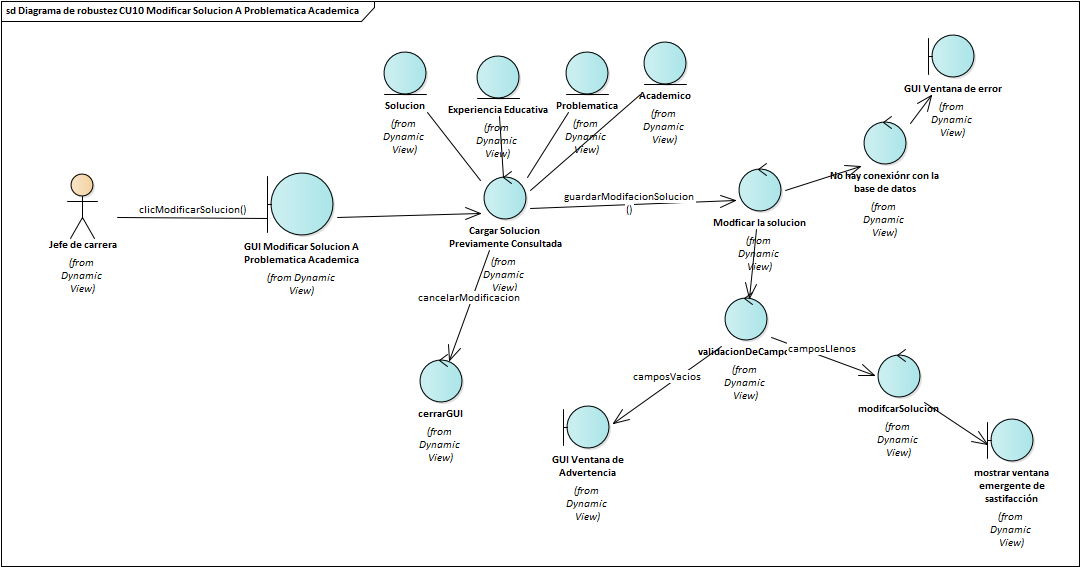 sd Diagrama de robustez CU10 Modificar Solucion A Problematica Academica
Solucion
(from
Dynamic
View)
Experiencia Educativa
(from
Dynamic
View)
Problematica
(from
Dynamic
View)
Academico
(from
Dynamic
View)
GUI Ventana de error
(from
Dynamic
View)
No hay conexiónr con la
base de datos
(from
Dynamic
View)
Jefe de carrera
(from
Dynamic
View)
clicModificarSolucion()
GUI Modificar Solucion A
Problematica Academica
(from Dynamic
View)
Cargar Solucion
Previamente Consultada
(from
Dynamic
View)
guardarModifacionSolucion
()
Modficar la solucion
(from
Dynamic
View)
cancelarModificacion
cerrarGUI
(from
Dynamic
View)
validacionDeCampo
(from
Dynamic
View)
camposLlenos
camposVacios
GUI Ventana de
Advertencia
(from
Dynamic
View)
modifcarSolucion
(from
Dynamic
View)
mostrar ventana
emergente de
sastifacción
(from
Dynamic
View)